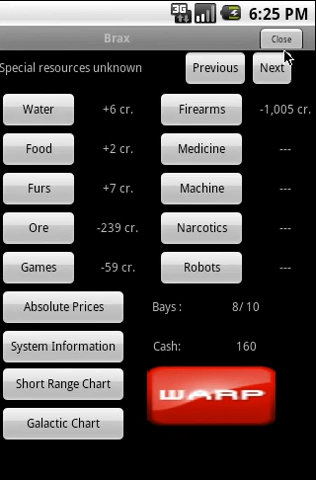 3G 6:25 PM
Brax Close
Special resources unknown Previous Next
Water +6 cr. Firearms -1,005 cr.
Food +2 cr. Medicine ---
Furs +7 cr. Machine ---
Ore -239 cr. Narcotics ---
Games -59 cr. Robots ---
Absolute Prices Bays : 8/ 10
System Information Cash: 160
Short Range Chart
WARP
Galactic Chart